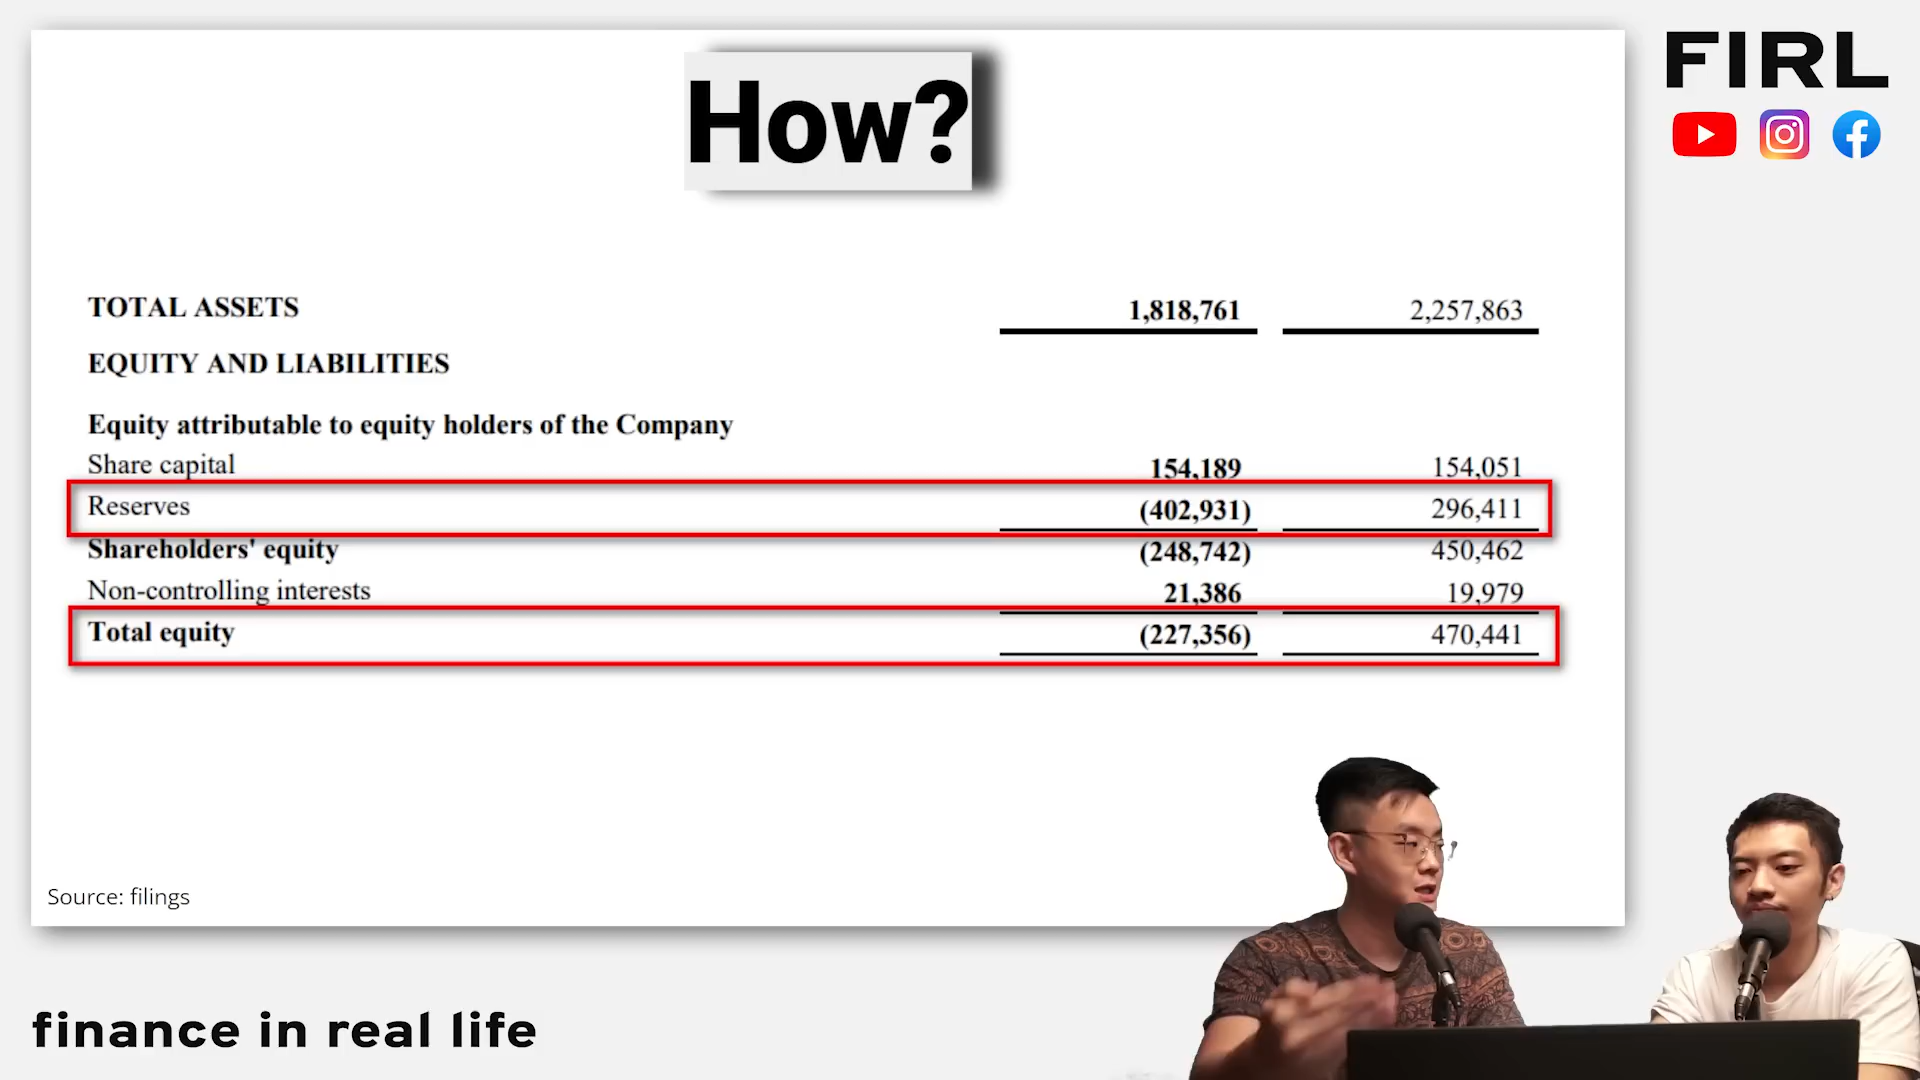 How?
FIRL
TOTAL ASSETS 1,818,761 2,257,863
EQUITY AND LIABILITIES
Equity attributable to equity holders of the Company
Share capital 154,189 154,051
Reserves (402,931) 296,411
Shareholders' equity (248,742) 450,462
Non-controlling interests 21,386 19,979
Total equity (227,356) 470,441
Source: filings
finance in real life